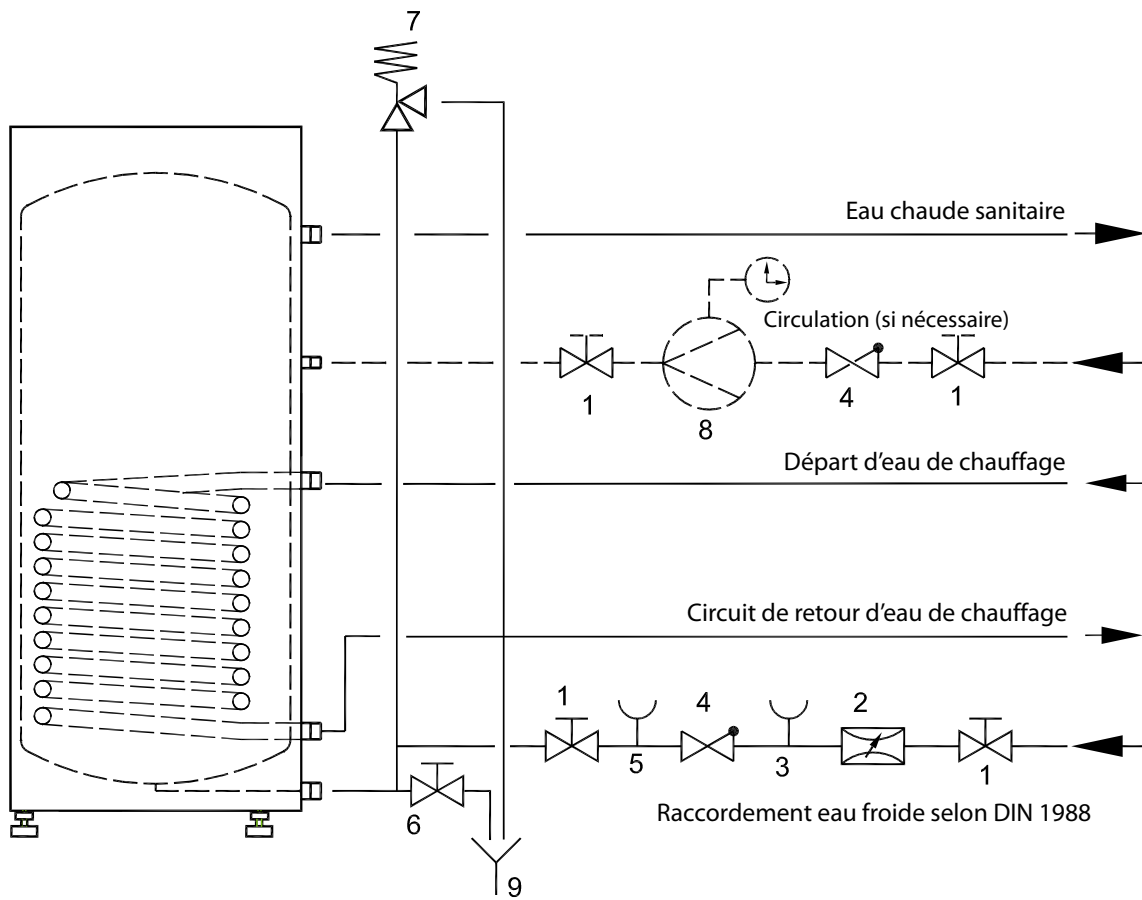 7
Eau chaude sanitaire
Circulation (si nécessaire)
1
8
4
1
Départ d'eau de chauffage
Circuit de retour d'eau de chauffage
1
5
4
3
2
1
Raccordement eau froide selon DIN 1988
6
9